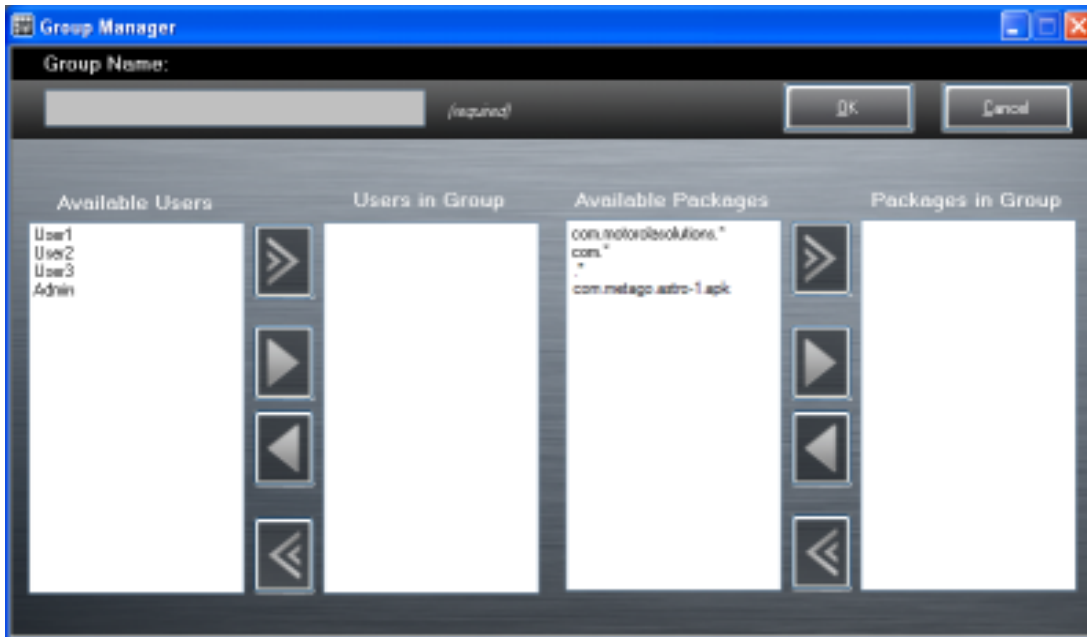 Group Manager
Group Name:
(required)
OK
Cancel
Available Users
Users in Group
Available Packages
Packages in Group
User1
User2
User3
Admin
com.motorolasolutions.*
com.*
.*
com.metago.astro-1.apk